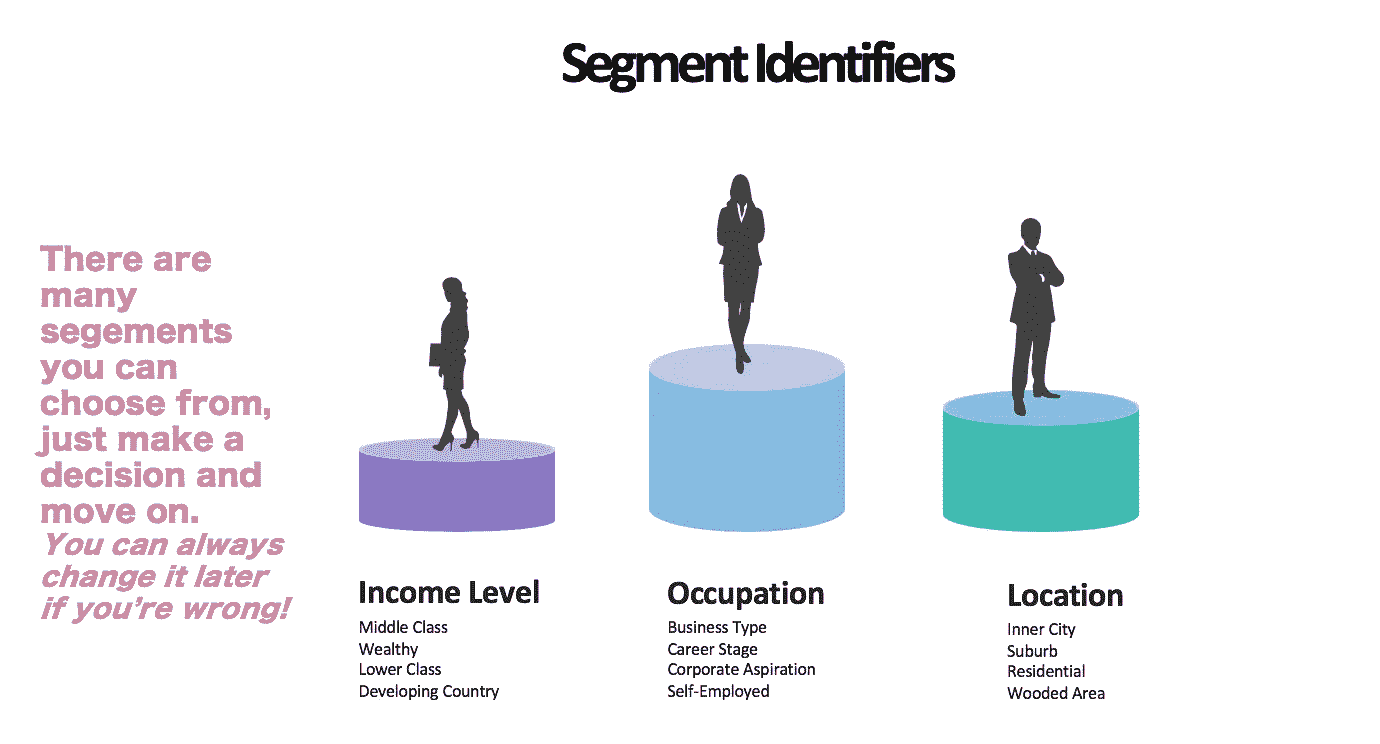 Segment Identifiers
There are
many
segements
you can
choose from,
just make a
decision and
move on.
You can always
change it later
if you're wrong!
Income Level
Middle Class
Wealthy
Lower Class
Developing Country
Occupation
Business Type
Career Stage
Corporate Aspiration
Self-Employed
Location
Inner City
Suburb
Residential
Wooded Area